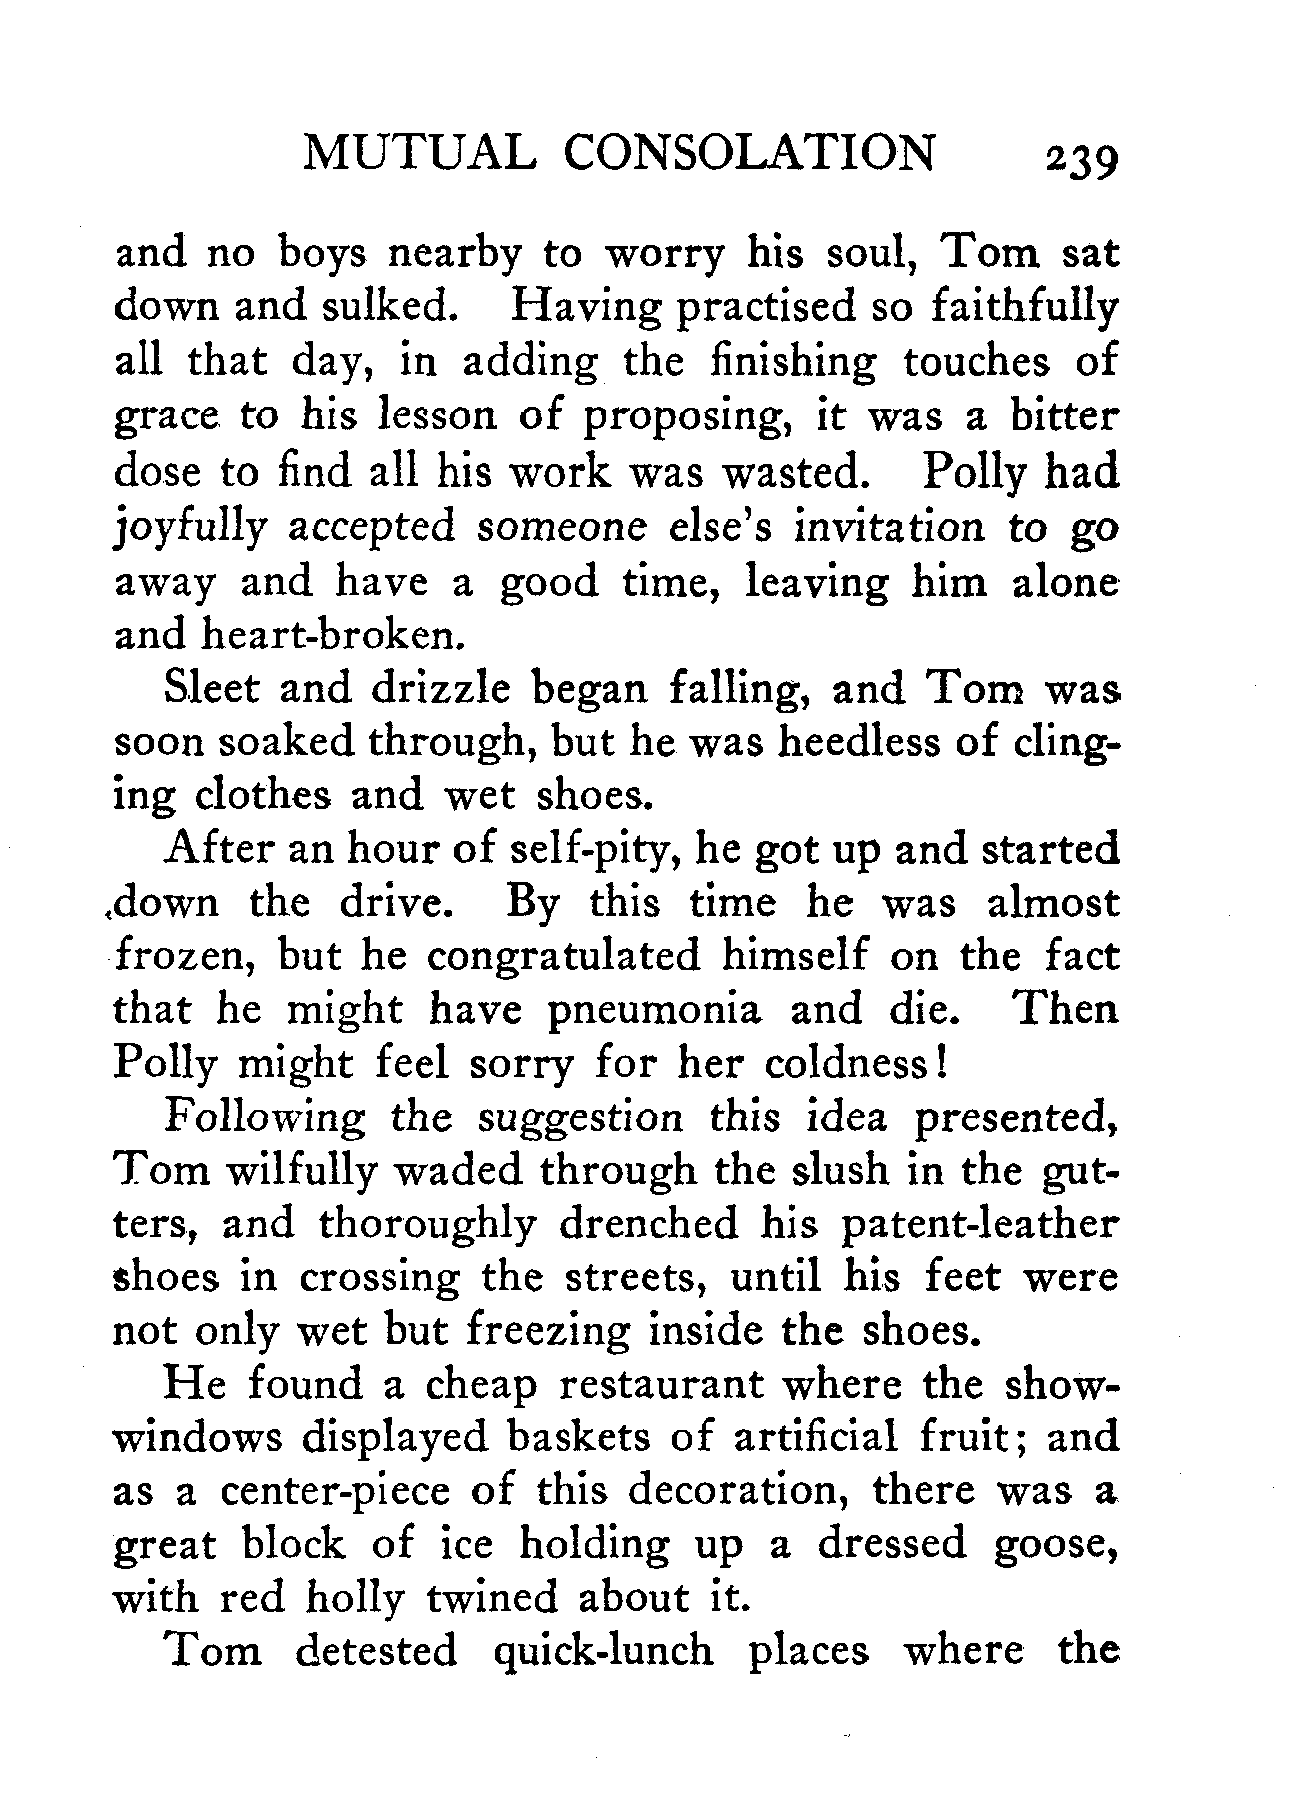 MUTUAL CONSOLATION 239
and no boys nearby to worry his soul, Tom sat
down and sulked. Having practised so faithfully
all that day, in adding the finishing touches of
grace to his lesson of proposing, it was a bitter
dose to find all his work was wasted. Polly had
joyfully accepted someone else's invitation to go
away and have a good time, leaving him alone
and heart-broken.
Sleet and drizzle began falling, and Tom was
soon soaked through, but he was heedless of cling-
ing clothes and wet shoes.
After an hour of self-pity, he got up and started
down the drive. By this time he was almost
frozen, but he congratulated himself on the fact
that he might have pneumonia and die. Then
Polly might feel sorry for her coldness!
Following the suggestion this idea presented,
Tom wilfully waded through the slush in the gut-
ters, and thoroughly drenched his patent-leather
shoes in crossing the streets, until his feet were
not only wet but freezing inside the shoes.
He found a cheap restaurant where the show-
windows displayed baskets of artificial fruit; and
as a center-piece of this decoration, there was a
great block of ice holding up a dressed goose,
with red holly twined about it.
Tom detested quick-lunch places where the